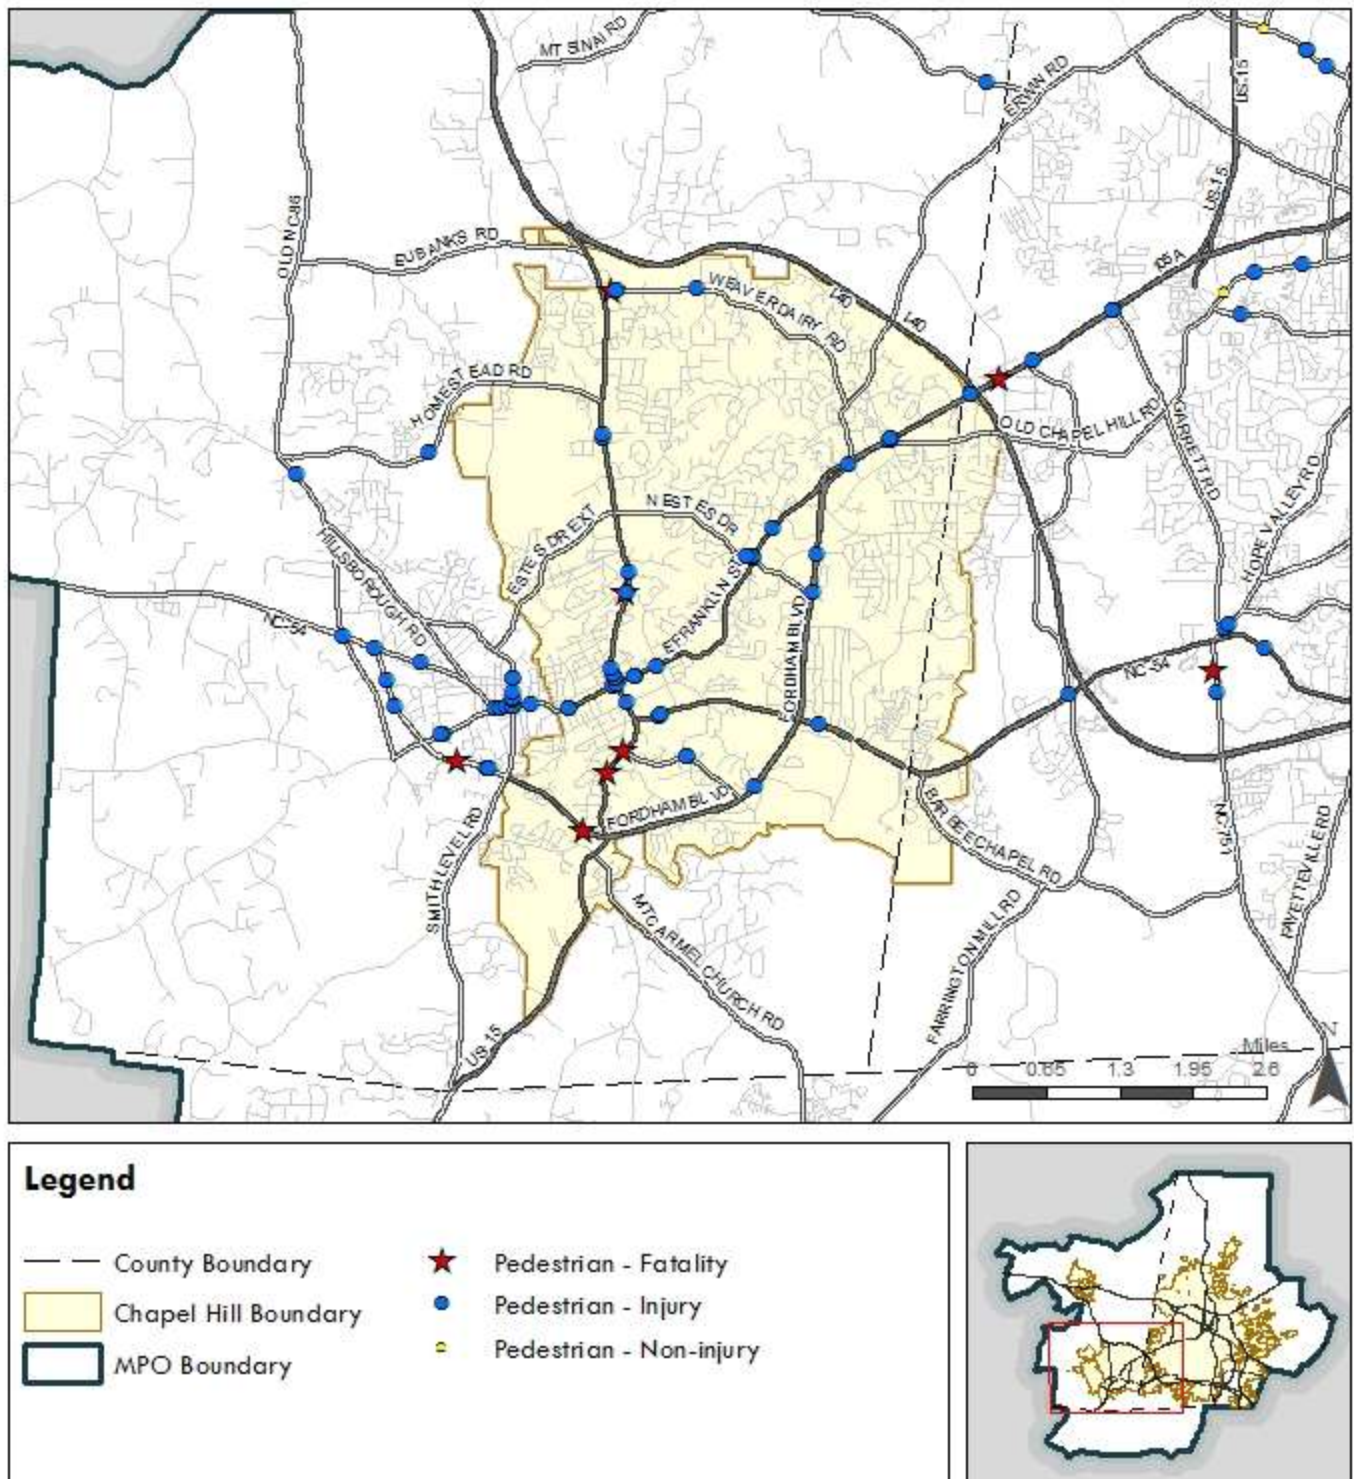 MT SINAI RD
ERWIN RD
US 15
US 15
OLD NC 86
EUBANKS RD
WEAVER DAIRY RD
I-40
I-40
HOMESTEAD RD
OLD CHAPEL HILL RD
GARRETT RD
HOPE VALLEY RD
N ESTES DR
ESTES DR EXT
HILLSBOROUGH RD
E FRANKLIN ST
NC-54
FORDHAM BLVD
NC-54
FORDHAM BLVD
SMITH LEVEL RD
BARBEE CHAPEL RD
NC 751
FAYETTEVILLE RD
MT CARMEL CHURCH RD
FARRINGTON MILL RD
US 15
N
Miles
0 0.65 1.3 1.95 2.6
Legend
County Boundary
Chapel Hill Boundary
MPO Boundary
Pedestrian - Fatality
Pedestrian - Injury
Pedestrian - Non-injury